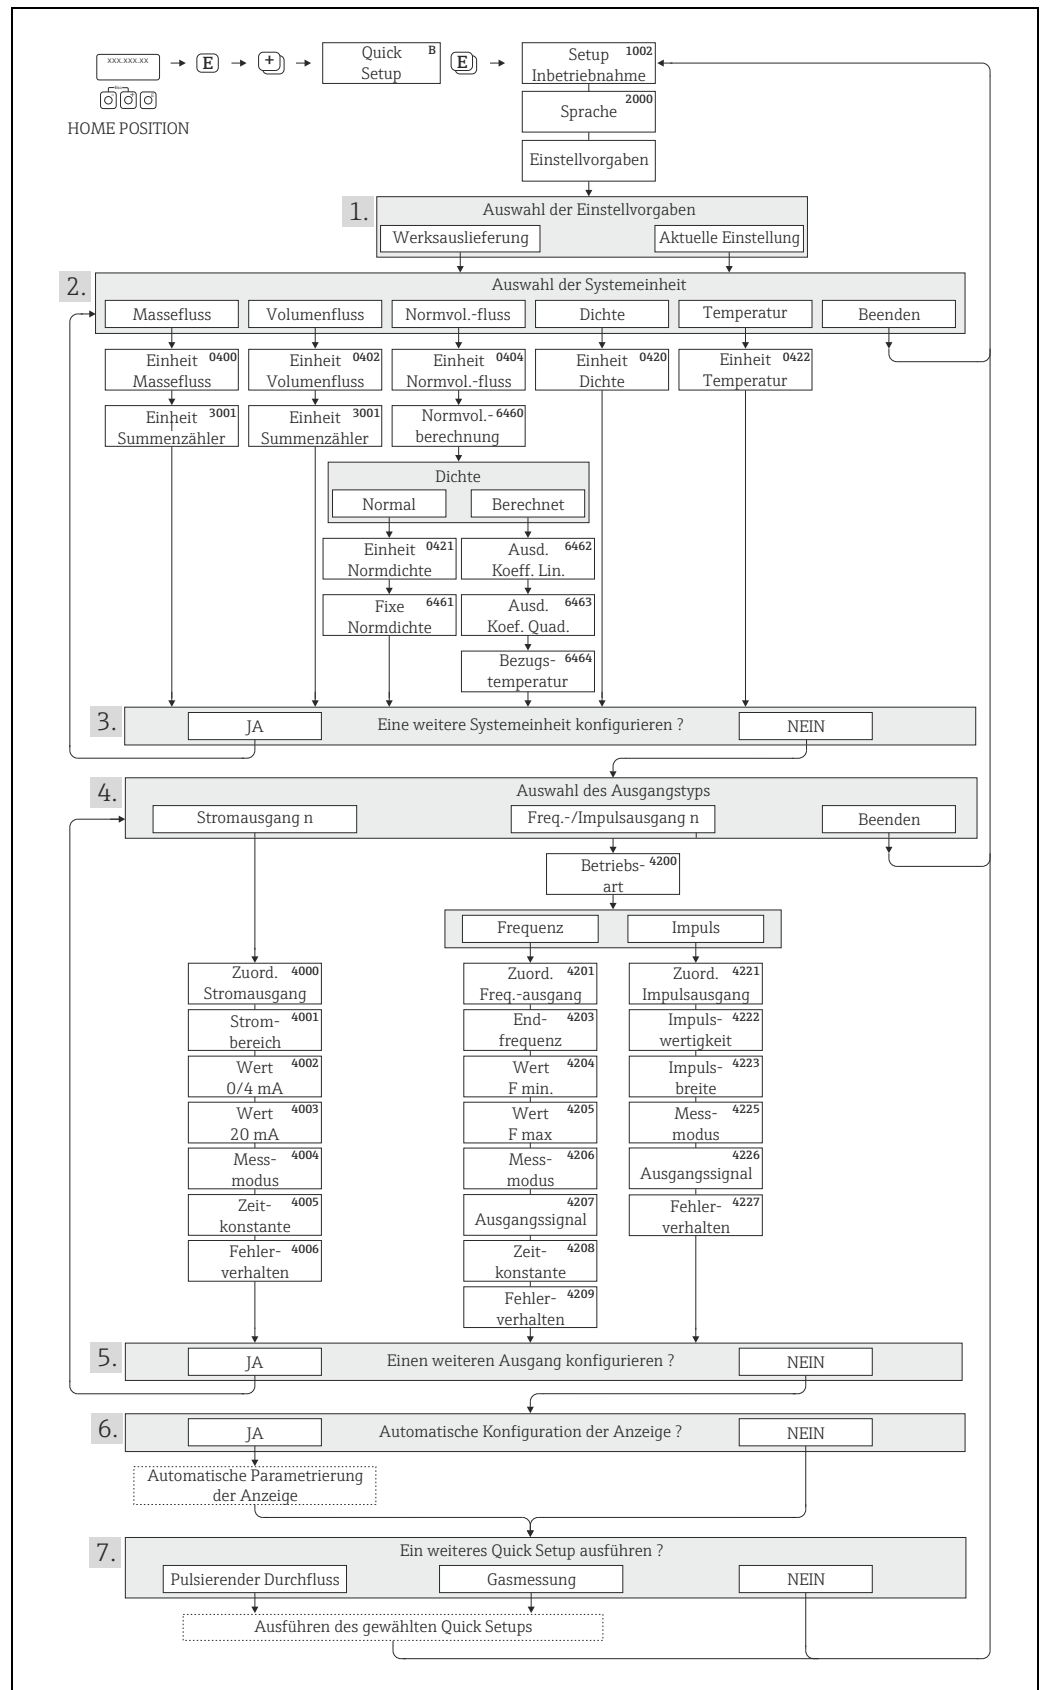 xxx.xxx.xx
Esc
E
+
Quick
Setup
B
E
Setup
Inbetriebnahme
1002
HOME POSITION
Sprache
2000
Einstellvorgaben
1.
Auswahl der Einstellvorgaben
Werksauslieferung
Aktuelle Einstellung
2.
Auswahl der Systemeinheit
Massefluss
Volumenfluss
Normvol.-fluss
Dichte
Temperatur
Beenden
Einheit 0400
Massefluss
Einheit 0402
Volumenfluss
Einheit 0404
Normvol.-fluss
Einheit 0420
Dichte
Einheit 0422
Temperatur
Einheit 3001
Summenzähler
Einheit 3001
Summenzähler
Normvol.- 6460
berechnung
Dichte
Normal
Berechnet
Einheit 0421
Normdichte
Ausd. 6462
Koeff. Lin.
Fixe 6461
Normdichte
Ausd. 6463
Koef. Quad.
Bezugs- 6464
temperatur
3.
JA
Eine weitere Systemeinheit konfigurieren ?
NEIN
4.
Auswahl des Ausgangstyps
Stromausgang n
Freq.-/Impulsausgang n
Beenden
Betriebs- 4200
art
Frequenz
Impuls
Zuord. 4000
Stromausgang
Strom- 4001
bereich
Wert 4002
0/4 mA
Wert 4003
20 mA
Mess- 4004
modus
Zeit- 4005
konstante
Fehler- 4006
verhalten
Zuord. 4201
Freq.-ausgang
End- 4203
frequenz
Wert 4204
F min.
Wert 4205
F max
Mess- 4206
modus
4207
Ausgangssignal
Zeit- 4208
konstante
Fehler- 4209
verhalten
Zuord. 4221
Impulsausgang
Impuls- 4222
wertigkeit
Impuls- 4223
breite
Mess- 4225
modus
4226
Ausgangssignal
Fehler- 4227
verhalten
5.
JA
Einen weiteren Ausgang konfigurieren ?
NEIN
6.
JA
Automatische Konfiguration der Anzeige ?
NEIN
Automatische Parametrierung
der Anzeige
7.
Ein weiteres Quick Setup ausführen ?
Pulsierender Durchfluss
Gasmessung
NEIN
Ausführen des gewählten Quick Setups